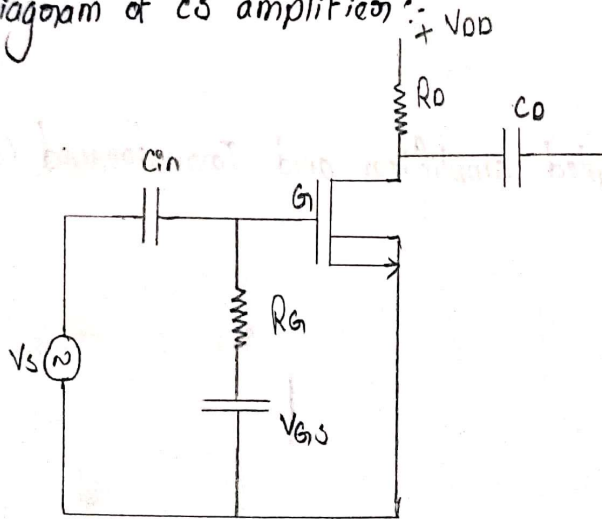 diagram of CS amplifier :-
+ VDD
RD
CD
Cin
G
RG
VS
VGS